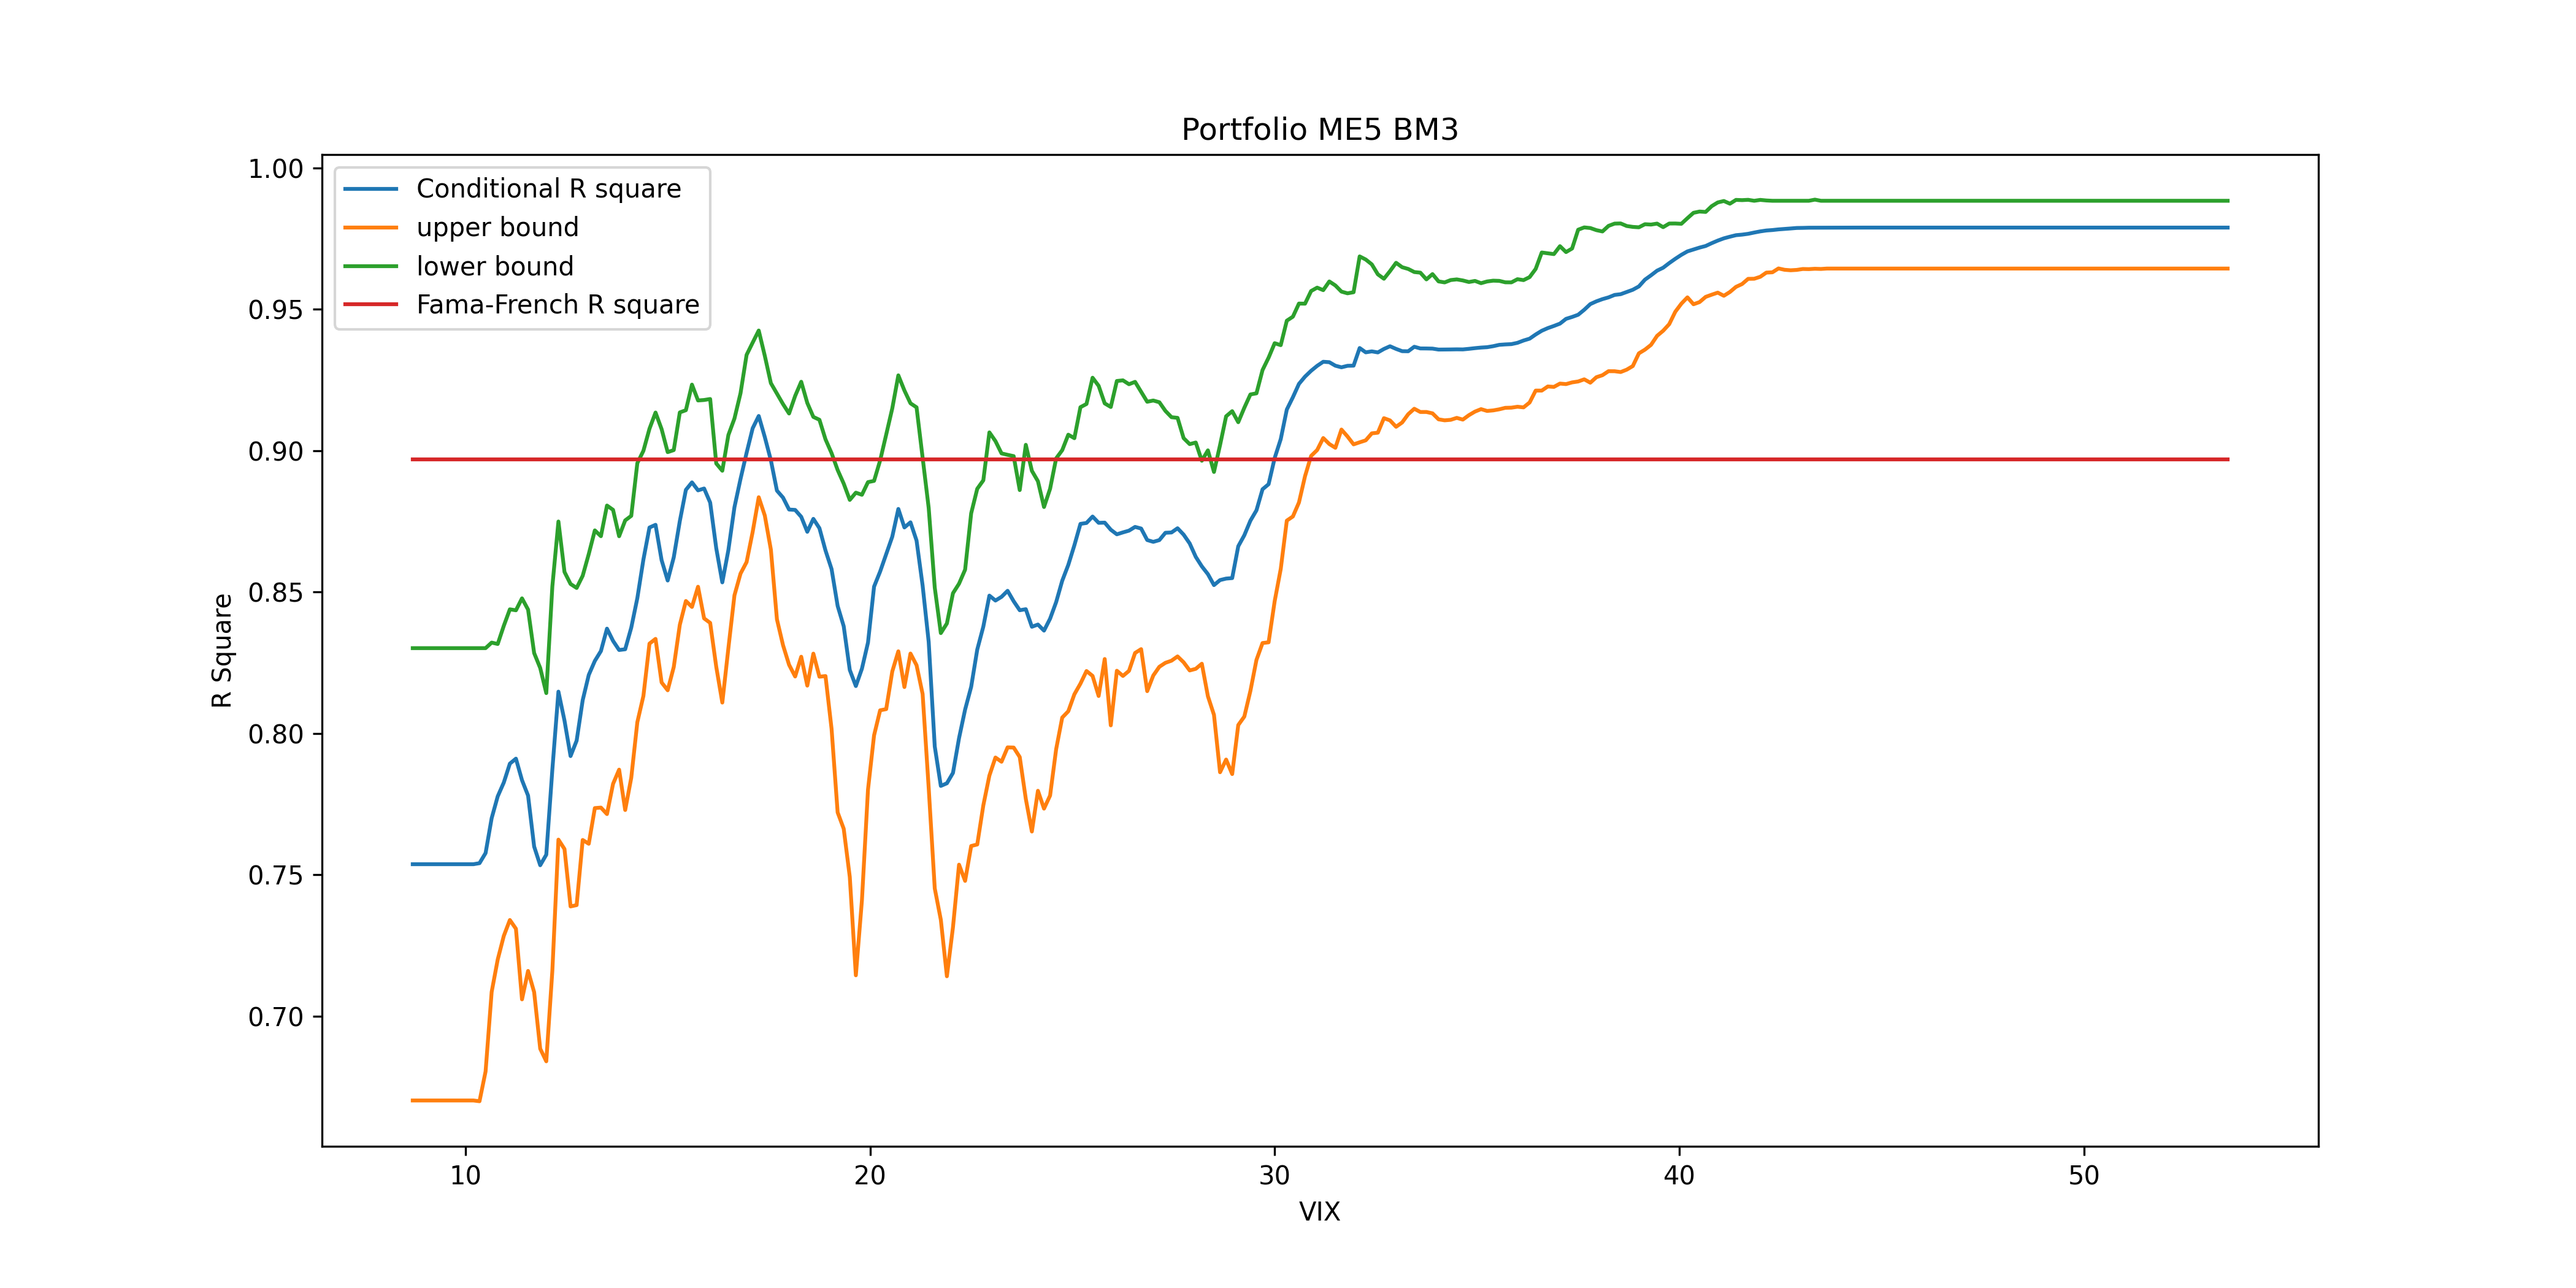 Portfolio ME5 BM3
1.00
0.95
0.90
0.85
0.80
0.75
0.70
R Square
Conditional R square
upper bound
lower bound
Fama-French R square
10 20 30 40 50
VIX